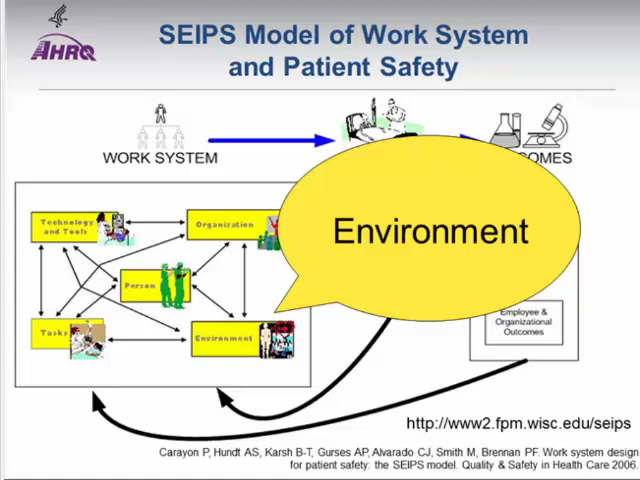 AHRQ
SEIPS Model of Work System
and Patient Safety
WORK SYSTEM
OMES
Technology
and Tools
Organization
Person
Tasks
Environment
Environment
Employee &
Organizational
Outcomes
http://www2.fpm.wisc.edu/seips
Carayon P, Hundt AS, Karsh B-T, Gurses AP, Alvarado CJ, Smith M, Brennan PF. Work system design
for patient safety: the SEIPS model. Quality & Safety in Health Care 2006.